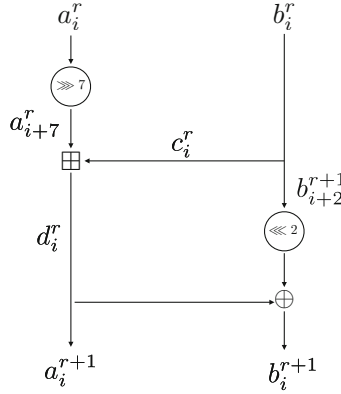 a_i^r b_i^r
⋙ 7
a_{i+7}^r
c_i^r
b_{i+2}^{r+1}
d_i^r
⋘ 2
a_i^{r+1} b_i^{r+1}